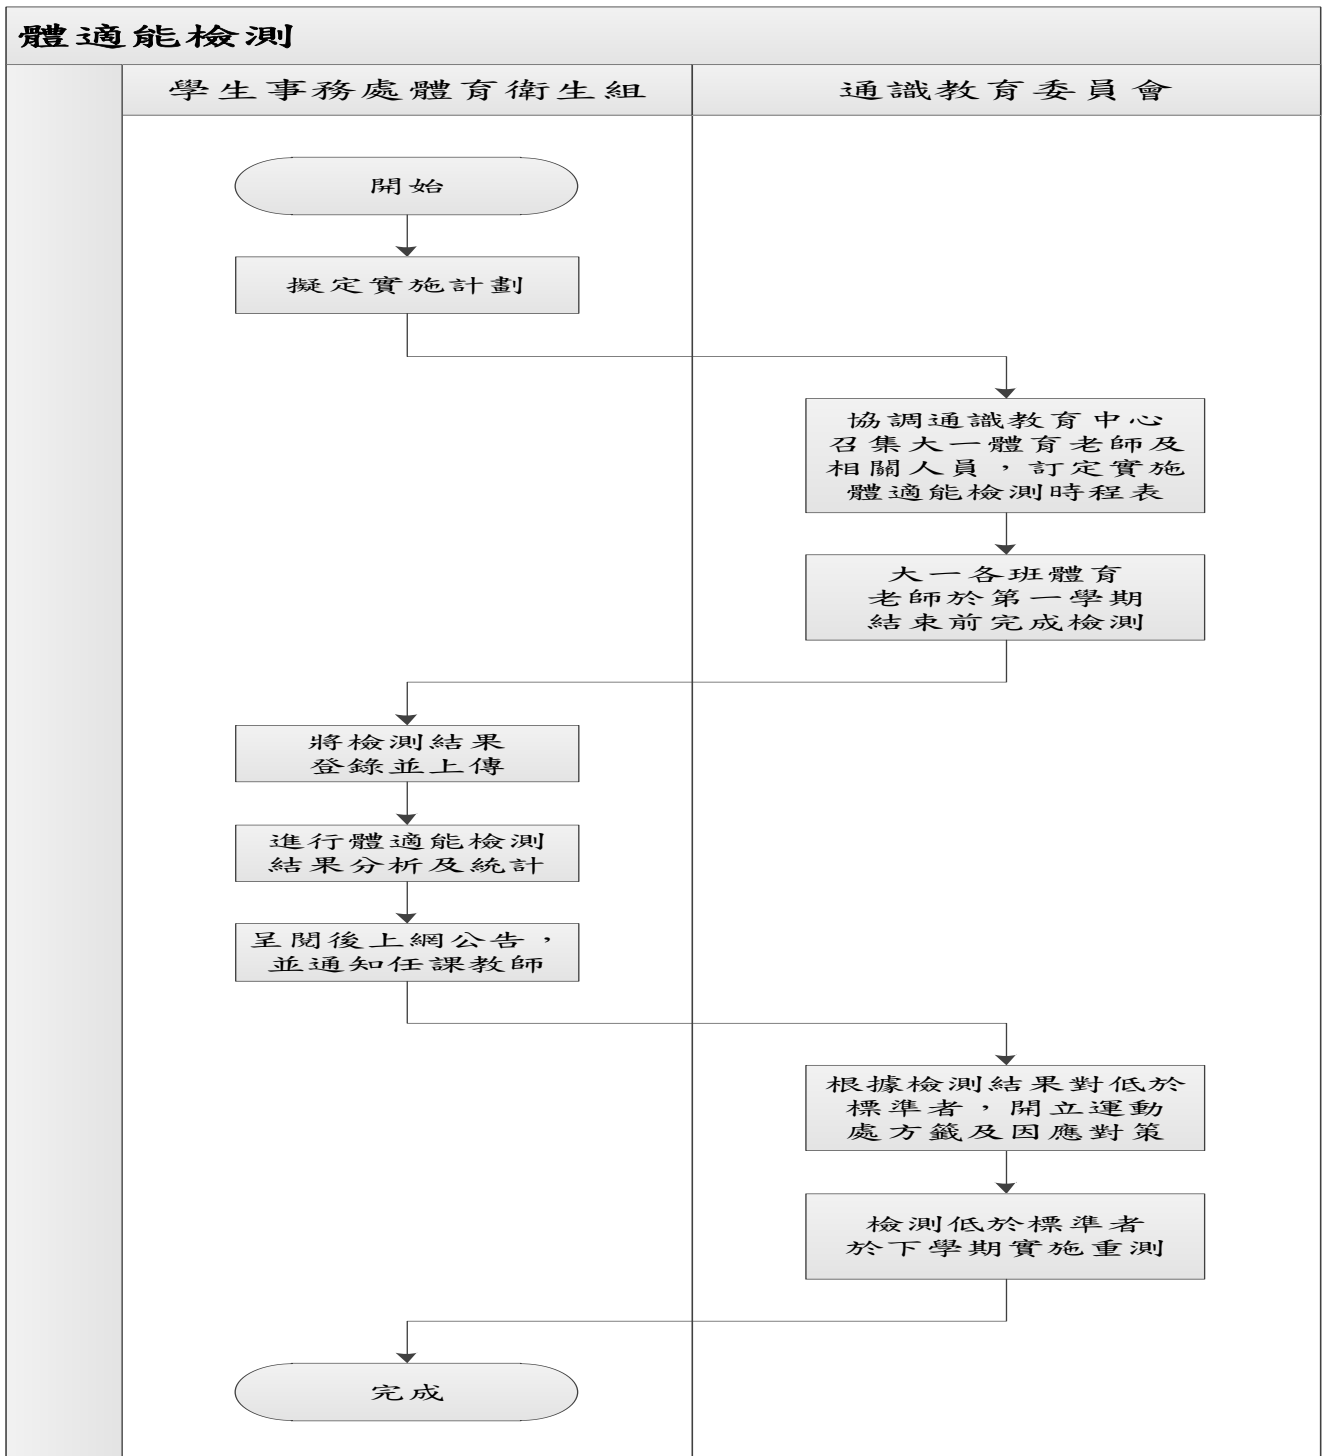 體適能檢測
學生事務處體育衛生組
通識教育委員會
開始
擬定實施計劃
協調通識教育中心
召集大一體育老師及
相關人員，訂定實施
體適能檢測時程表
大一各班體育
老師於第一學期
結束前完成檢測
將檢測結果
登錄並上傳
進行體適能檢測
結果分析及統計
呈閱後上網公告，
並通知任課教師
根據檢測結果對低於
標準者，開立運動
處方籤及因應對策
檢測低於標準者
於下學期實施重測
完成